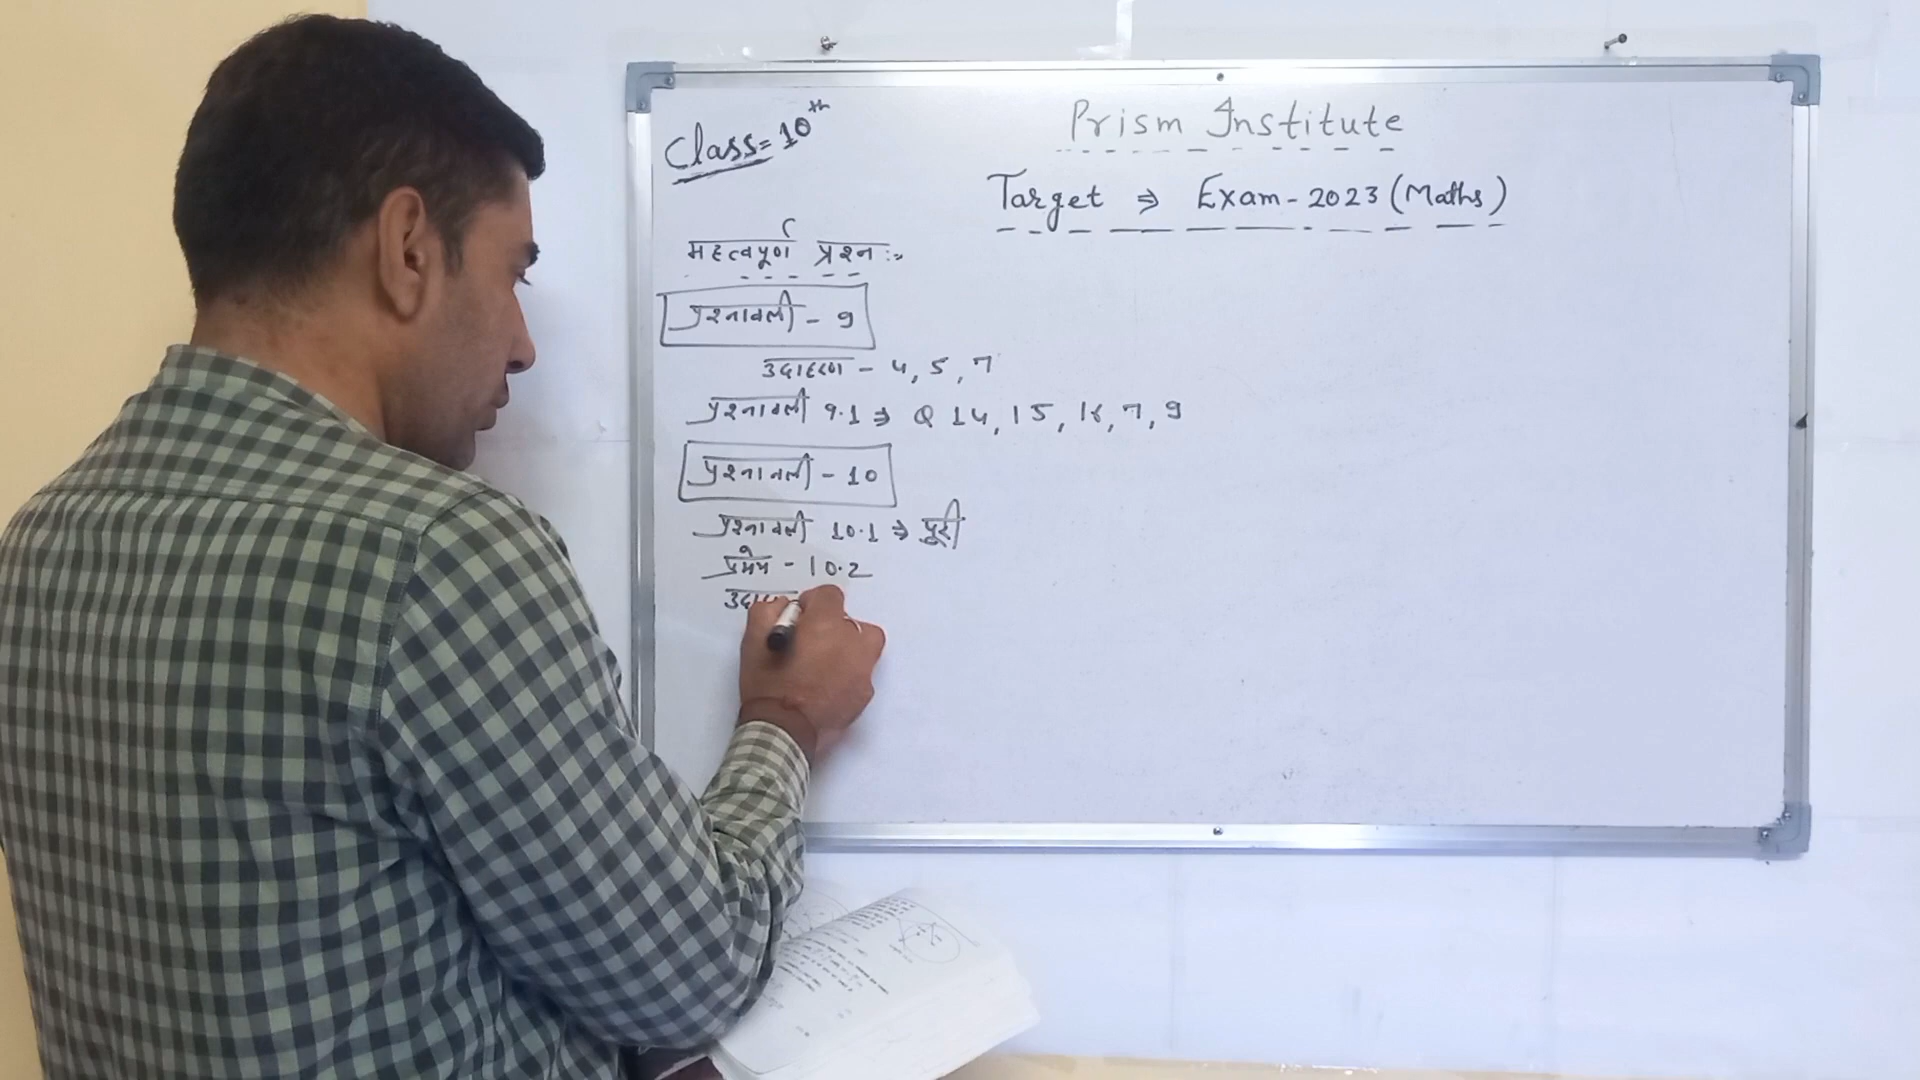 Class = 10th
Prism Institute
Target ⇒ Exam - 2023 (Maths)
महत्वपूर्ण प्रश्न :-
प्रश्नावली - 9
उदाहरण - 4, 5, 7
प्रश्नावली 9.1 ⇒ Q 14, 15, 16, 7, 9
प्रश्नावली - 10
प्रश्नावली 10.1 ⇒ पूरी
प्रमेय - 10.2